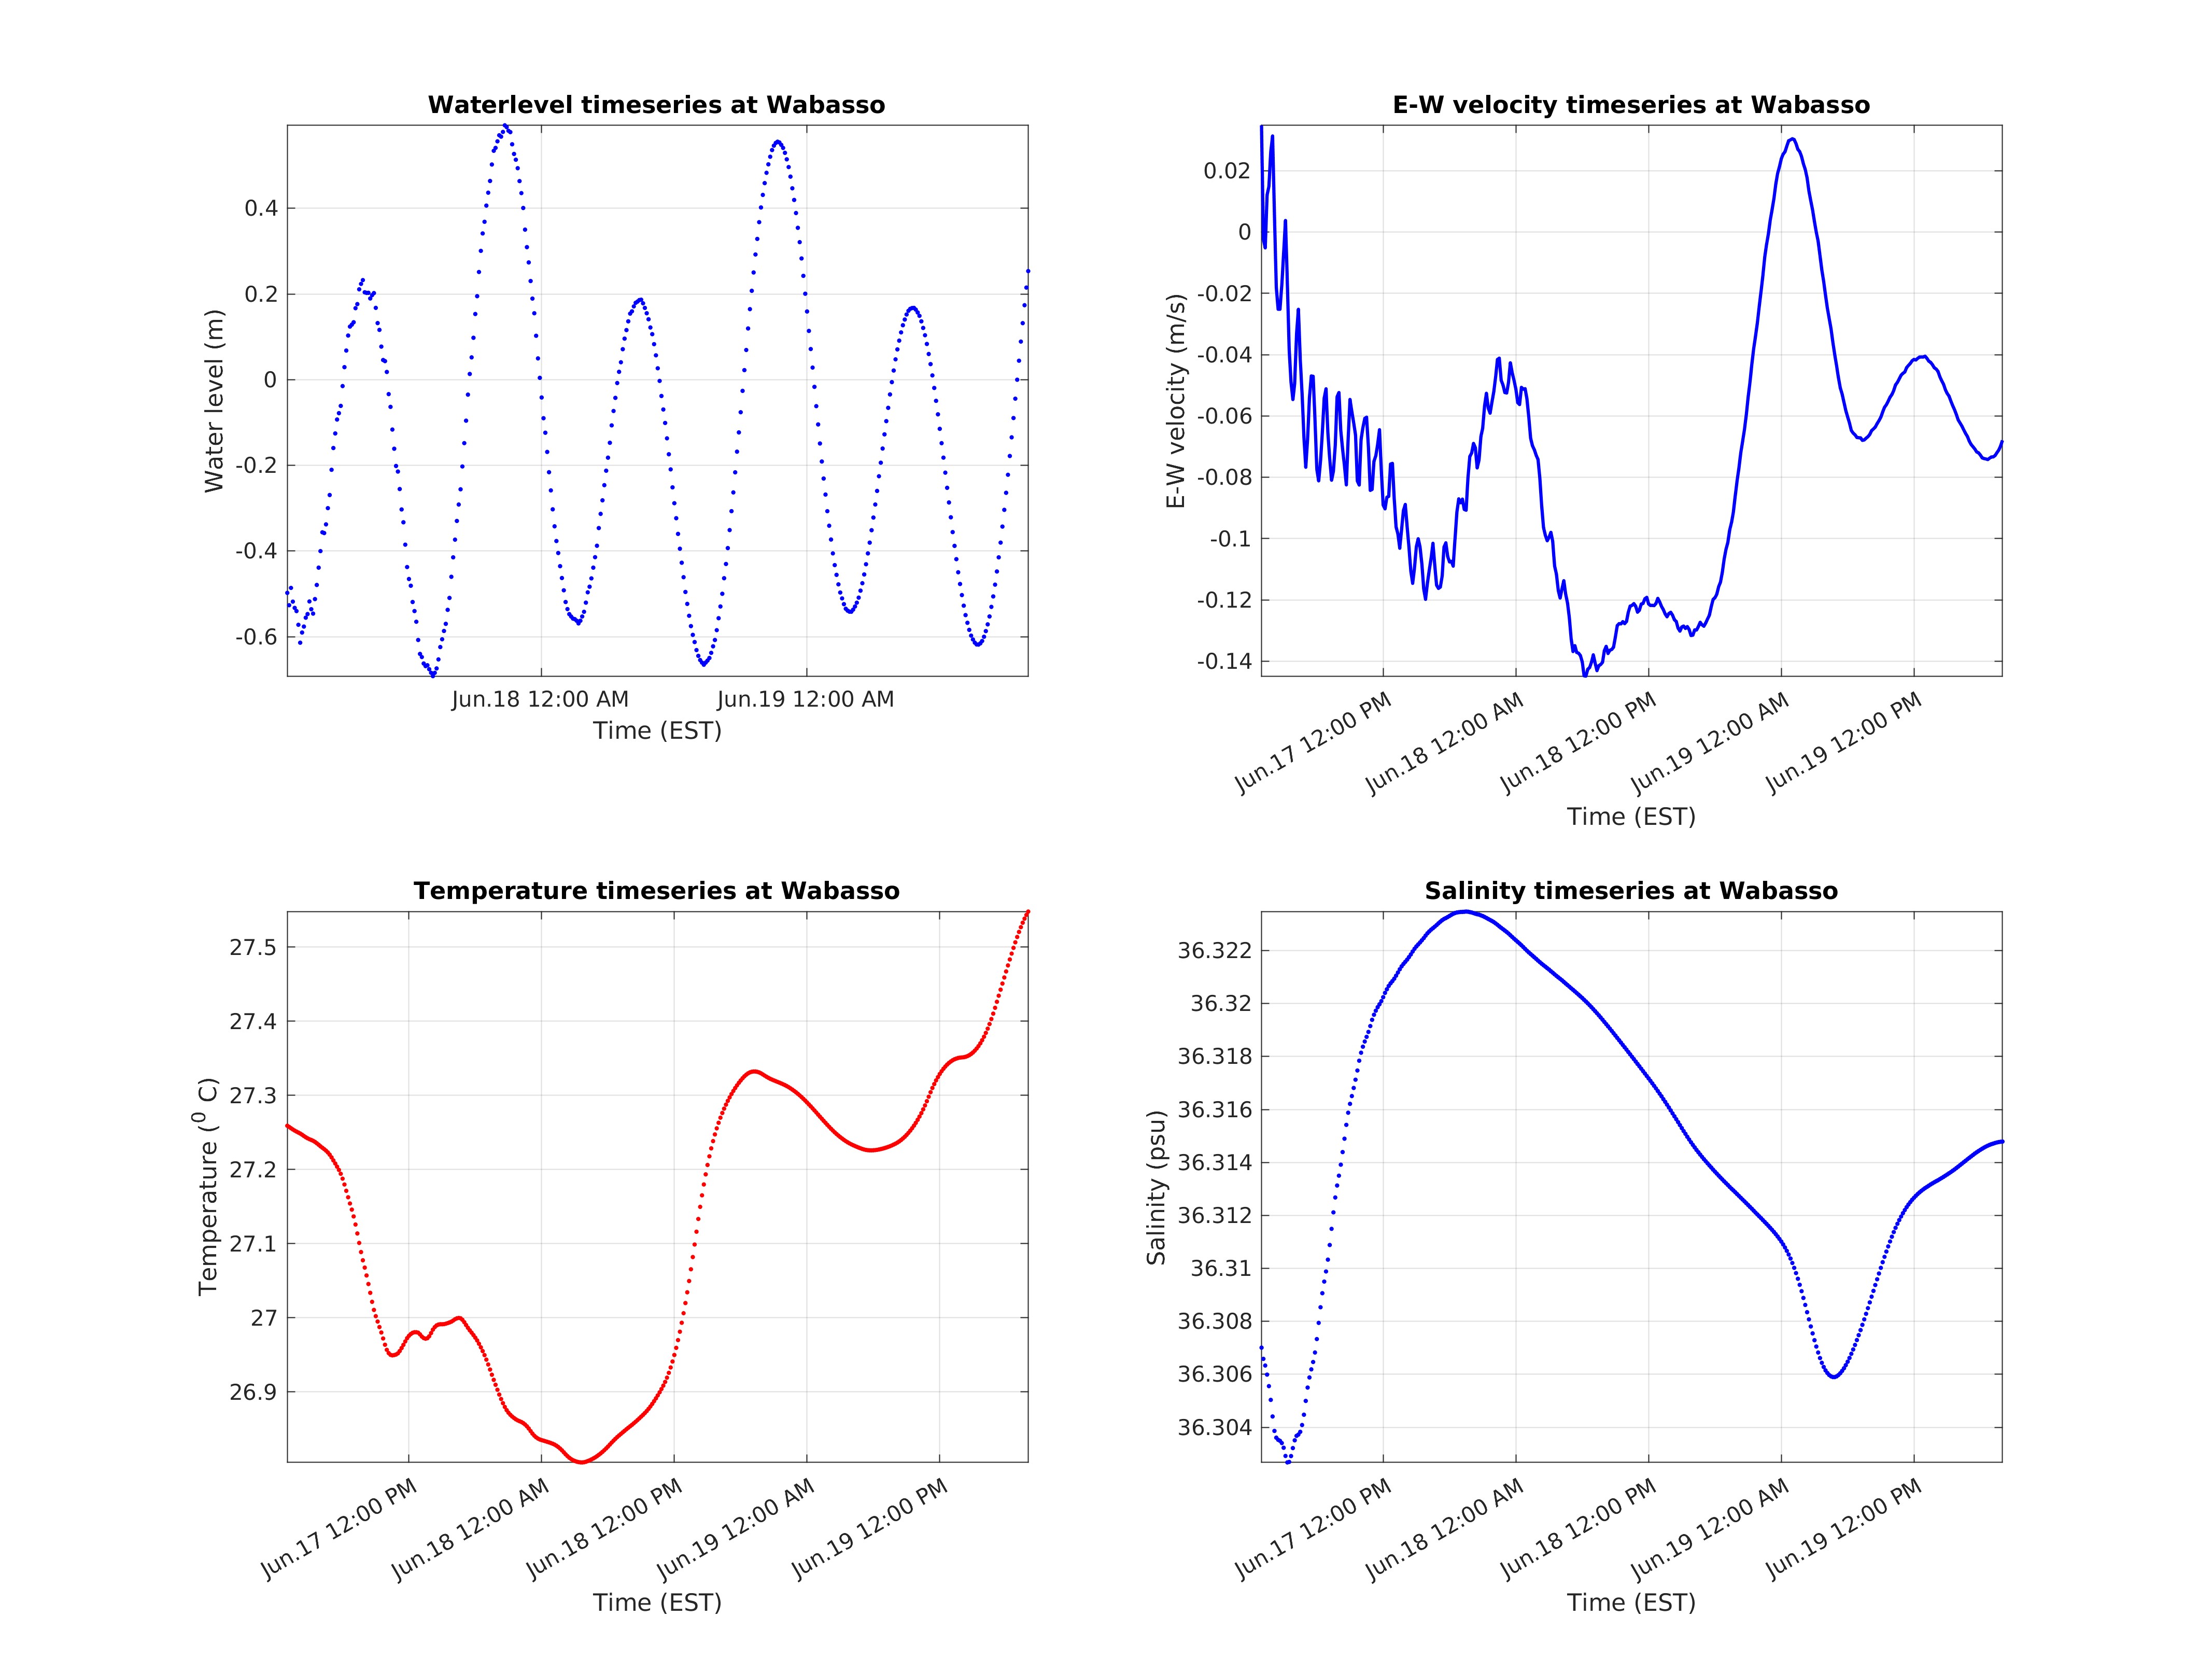 Waterlevel timeseries at Wabasso
0.4
0.2
0
-0.2
-0.4
-0.6
Water level (m)
Jun.18 12:00 AM
Jun.19 12:00 AM
Time (EST)
E-W velocity timeseries at Wabasso
0.02
0
-0.02
-0.04
-0.06
-0.08
-0.1
-0.12
-0.14
E-W velocity (m/s)
Jun.17 12:00 PM
Jun.18 12:00 AM
Jun.18 12:00 PM
Jun.19 12:00 AM
Jun.19 12:00 PM
Time (EST)
Temperature timeseries at Wabasso
27.5
27.4
27.3
27.2
27.1
27
26.9
Temperature (⁰ C)
Jun.17 12:00 PM
Jun.18 12:00 AM
Jun.18 12:00 PM
Jun.19 12:00 AM
Jun.19 12:00 PM
Time (EST)
Salinity timeseries at Wabasso
36.322
36.32
36.318
36.316
36.314
36.312
36.31
36.308
36.306
36.304
Salinity (psu)
Jun.17 12:00 PM
Jun.18 12:00 AM
Jun.18 12:00 PM
Jun.19 12:00 AM
Jun.19 12:00 PM
Time (EST)